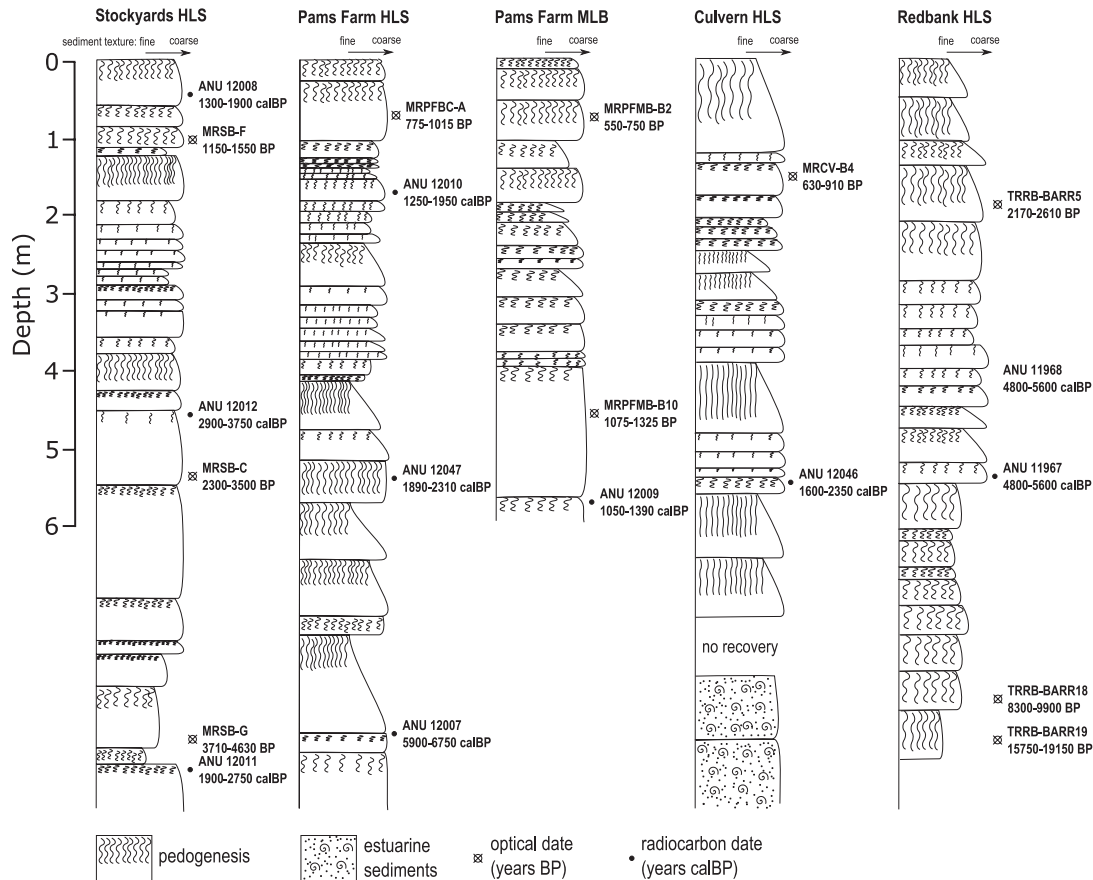 Stockyards HLS
Pams Farm HLS
Pams Farm MLB
Culvern HLS
Redbank HLS
sediment texture: fine coarse
fine coarse
fine coarse
fine coarse
fine coarse
Depth (m)
0
1
2
3
4
5
6
ANU 12008
1300-1900 calBP
MRSB-F
1150-1550 BP
ANU 12012
2900-3750 calBP
MRSB-C
2300-3500 BP
MRSB-G
3710-4630 BP
ANU 12011
1900-2750 calBP
MRPFBC-A
775-1015 BP
ANU 12010
1250-1950 calBP
ANU 12047
1890-2310 calBP
ANU 12007
5900-6750 calBP
MRPFMB-B2
550-750 BP
MRPFMB-B10
1075-1325 BP
ANU 12009
1050-1390 calBP
MRCV-B4
630-910 BP
ANU 12046
1600-2350 calBP
no recovery
TRRB-BARR5
2170-2610 BP
ANU 11968
4800-5600 calBP
ANU 11967
4800-5600 calBP
TRRB-BARR18
8300-9900 BP
TRRB-BARR19
15750-19150 BP
pedogenesis
estuarine
sediments
optical date
(years BP)
radiocarbon date
(years calBP)